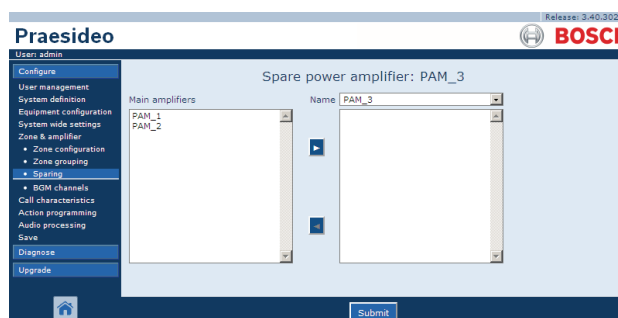 Release: 3.40.302
Praesideo
BOSCH
User: admin
Configure
User management
System definition
Equipment configuration
System wide settings
Zone & amplifier
• Zone configuration
• Zone grouping
• Sparing
• BGM channels
Call characteristics
Action programming
Audio processing
Save
Diagnose
Upgrade
Spare power amplifier: PAM_3
Main amplifiers
Name PAM_3
PAM_1
PAM_2
Submit